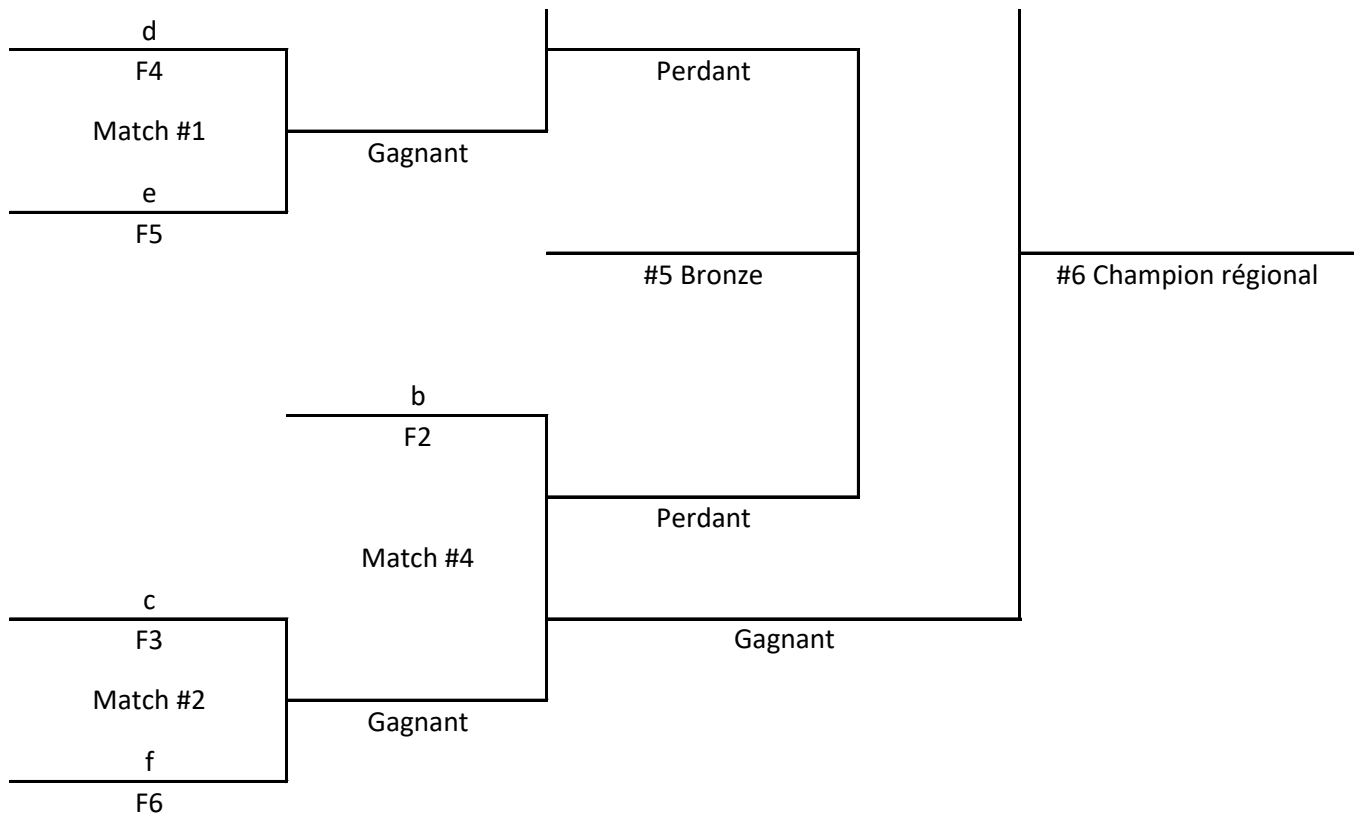 d
F4
Perdant
Match #1
Gagnant
e
F5
#5 Bronze
#6 Champion régional
b
F2
Perdant
Match #4
c
F3
Gagnant
Match #2
Gagnant
f
F6